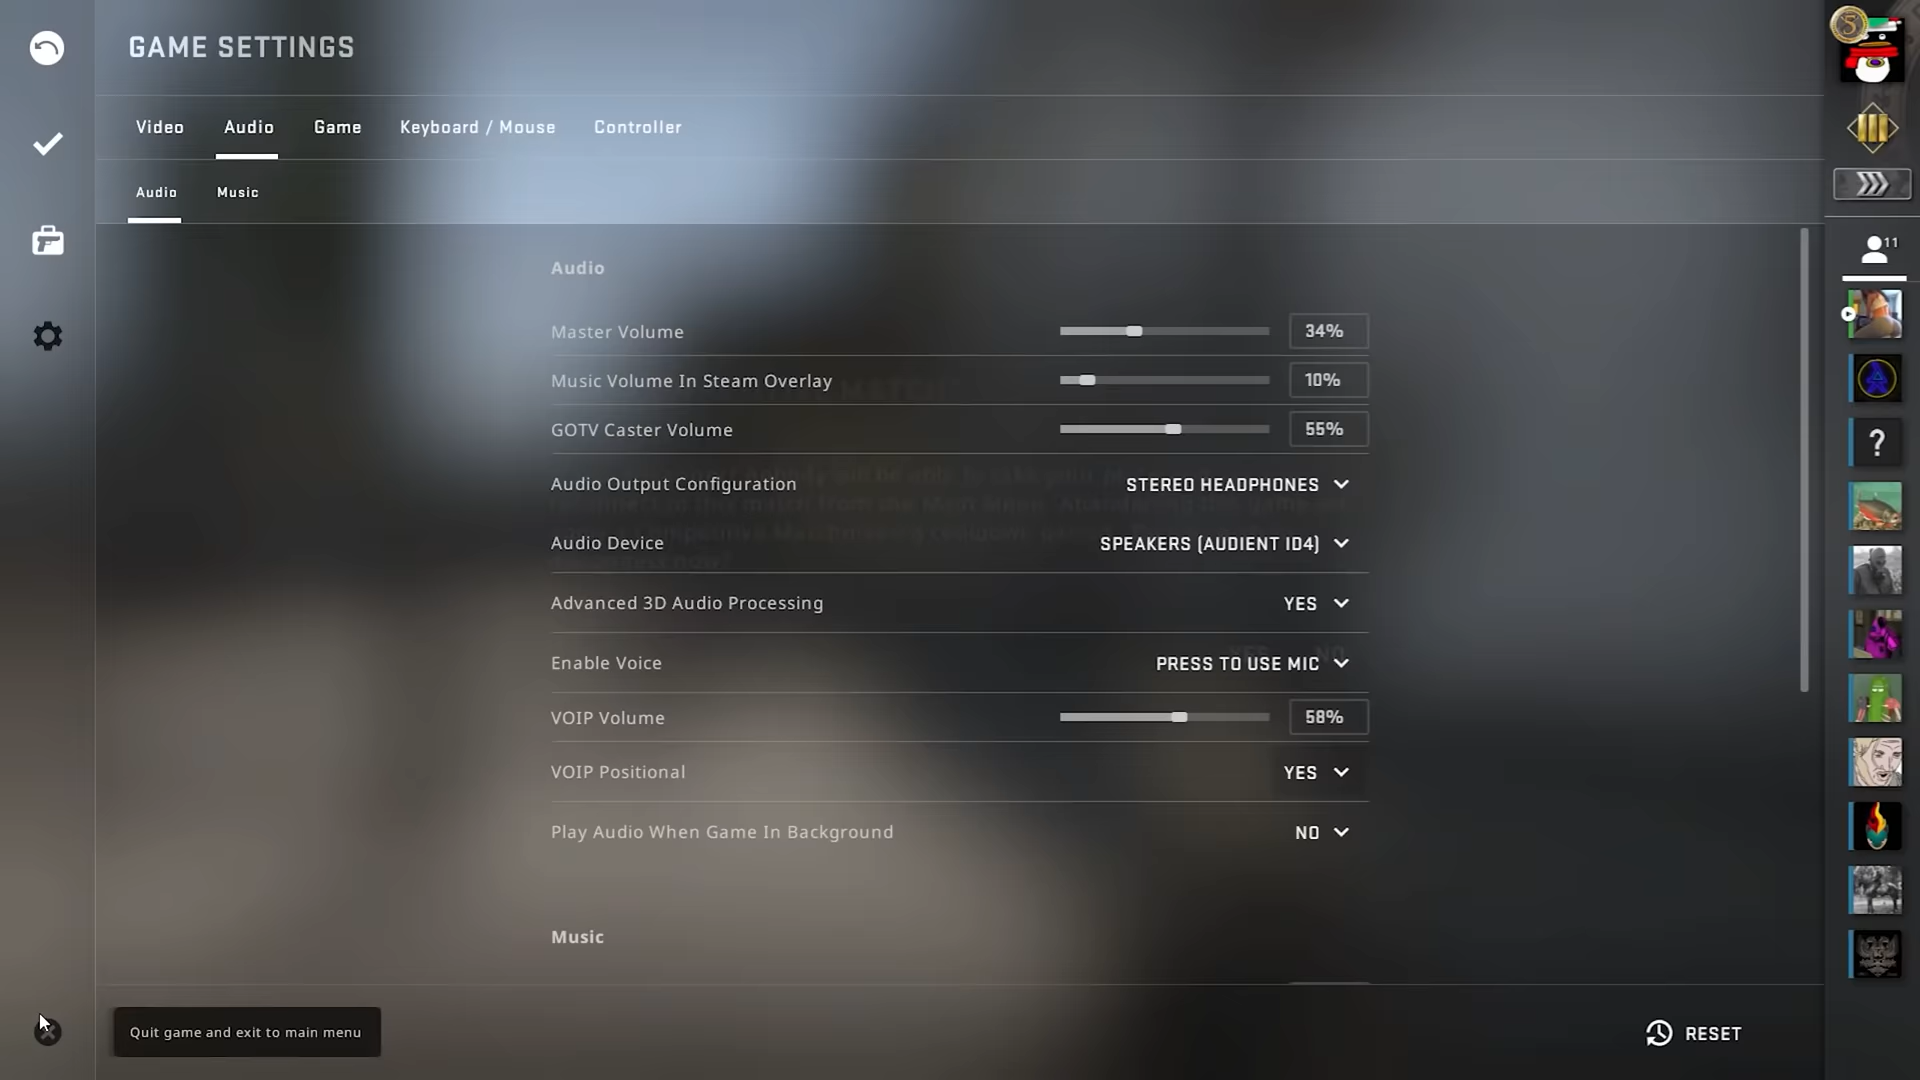 GAME SETTINGS
Video Audio Game Keyboard / Mouse Controller
Audio Music
11
Audio
Master Volume 34%
Music Volume In Steam Overlay 10%
GOTV Caster Volume 55%
Audio Output Configuration STEREO HEADPHONES
Audio Device SPEAKERS (AUDIENT ID4)
Advanced 3D Audio Processing YES
Enable Voice PRESS TO USE MIC
VOIP Volume 58%
VOIP Positional YES
Play Audio When Game In Background NO
Music
Quit game and exit to main menu
RESET